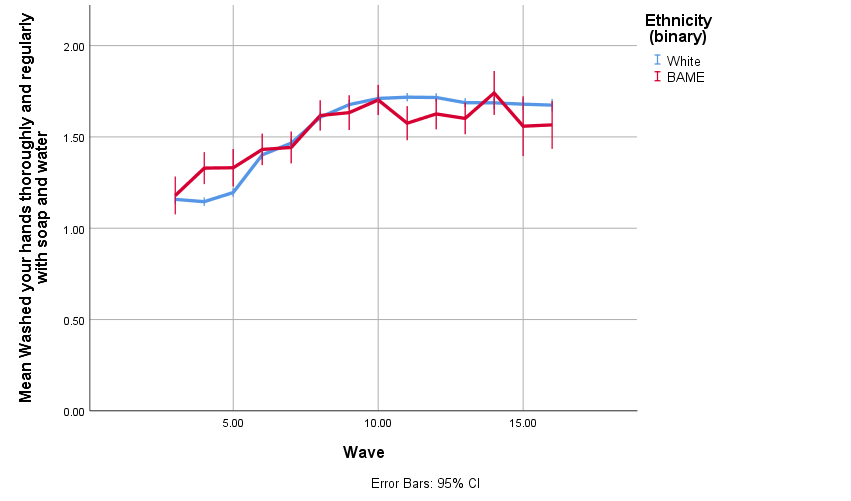 Mean Washed your hands thoroughly and regularly
with soap and water
2.00
1.50
1.00
0.50
0.00
5.00
10.00
15.00
Wave
Error Bars: 95% CI
Ethnicity
(binary)
White
BAME